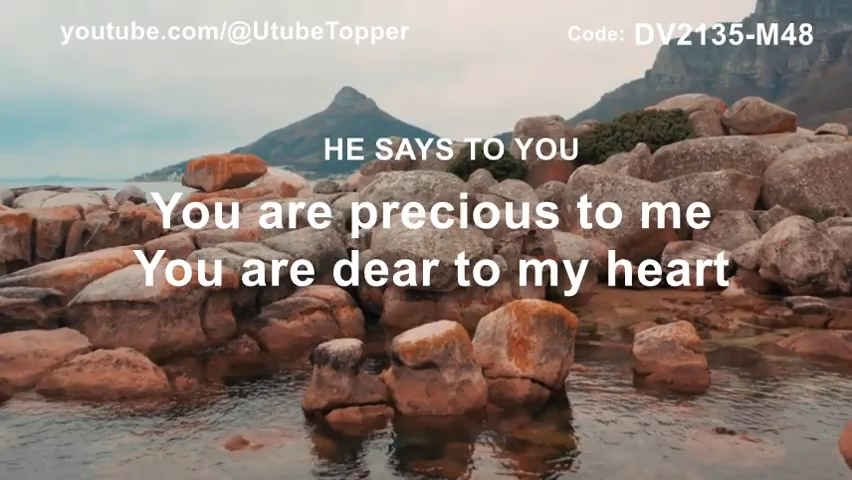 youtube.com/@UtubeTopper
Code: DV2135-M48
HE SAYS TO YOU
You are precious to me
You are dear to my heart